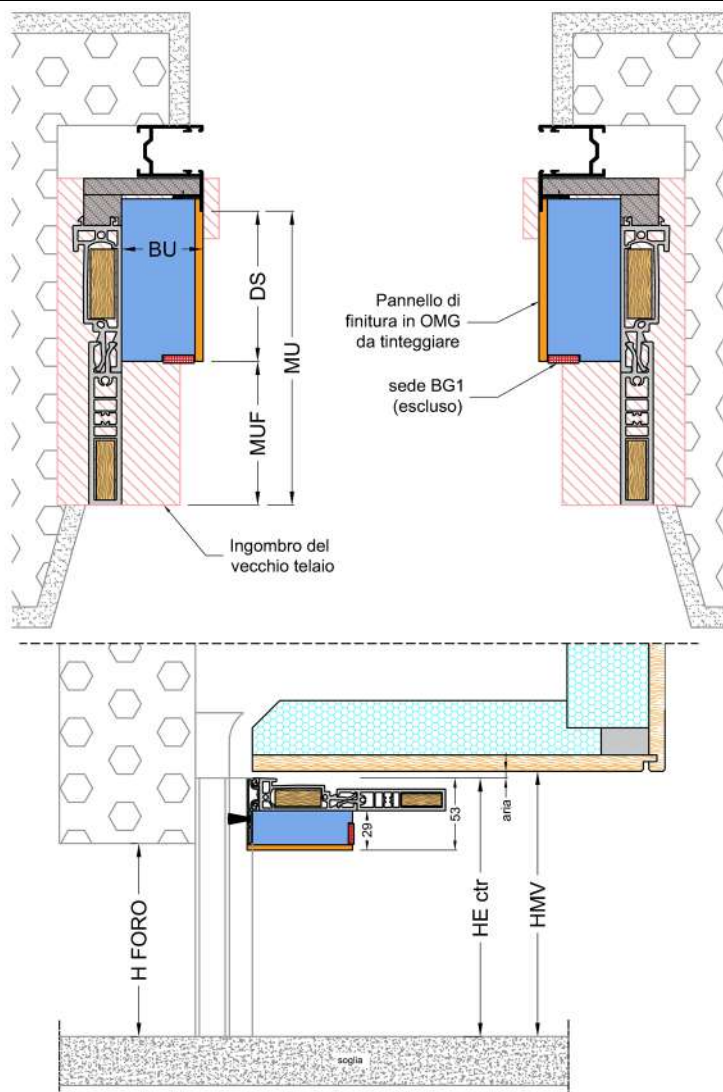 BU
DS
MU
MUF
Pannello di
finitura in OMG
da tinteggiare
sede BG1
(escluso)
Ingombro del
vecchio telaio
29
53
aria
H FORO
HE ctr
HMV
soglia